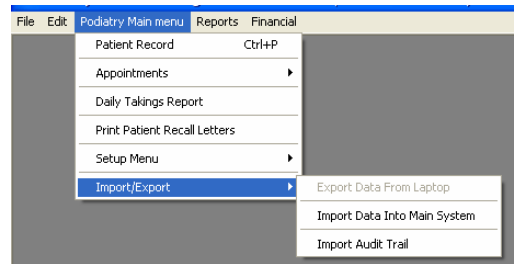 File Edit Podiatry Main menu Reports Financial
Patient Record Ctrl+P
Appointments
Daily Takings Report
Print Patient Recall Letters
Setup Menu
Import/Export
Export Data From Laptop
Import Data Into Main System
Import Audit Trail